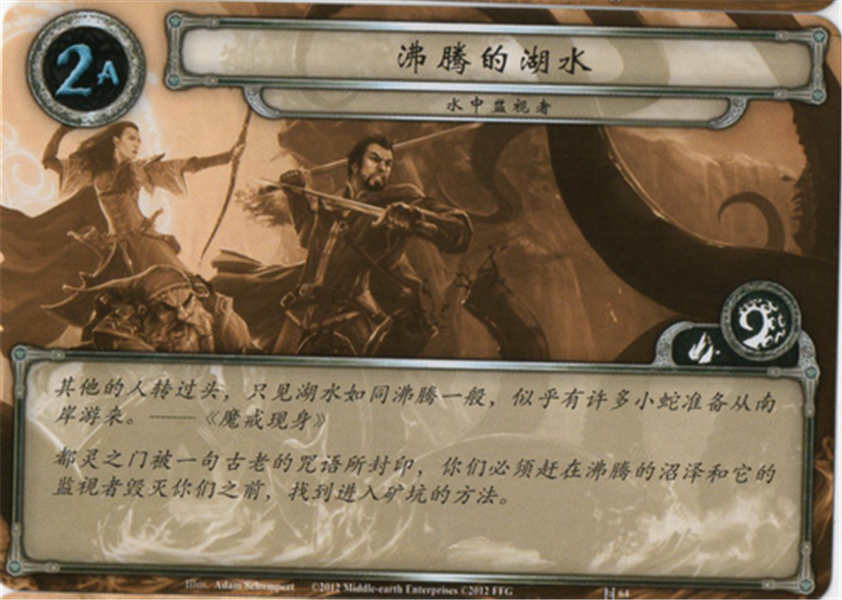 2A
沸腾的湖水
水中监视者
其他的人转过头，只见湖水如同沸腾一般，似乎有许多小蛇准备从南
岸游来。——《魔戒现身》
都灵之门被一句古老的咒语所封印，你们必须赶在沸腾的沼泽和它的
监视者毁灭你们之前，找到进入矿坑的方法。
Illus. Adam Schumpert ©2012 Middle-earth Enterprises ©2012 FFG 64